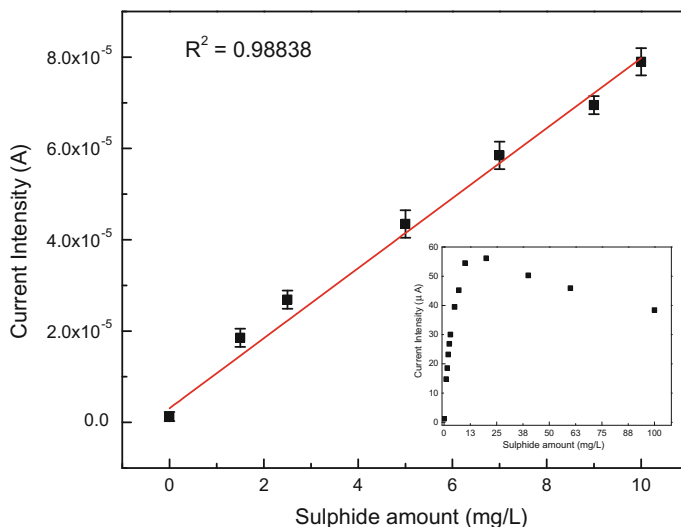 R² = 0.98838
8.0x10⁻⁵
6.0x10⁻⁵
4.0x10⁻⁵
2.0x10⁻⁵
0.0
Current Intensity (A)
0 2 4 6 8 10
Sulphide amount (mg/L)
60
50
40
30
20
10
0
Current Intensity (µ A)
0 13 25 38 50 63 75 88 100
Sulphide amount (mg/L)